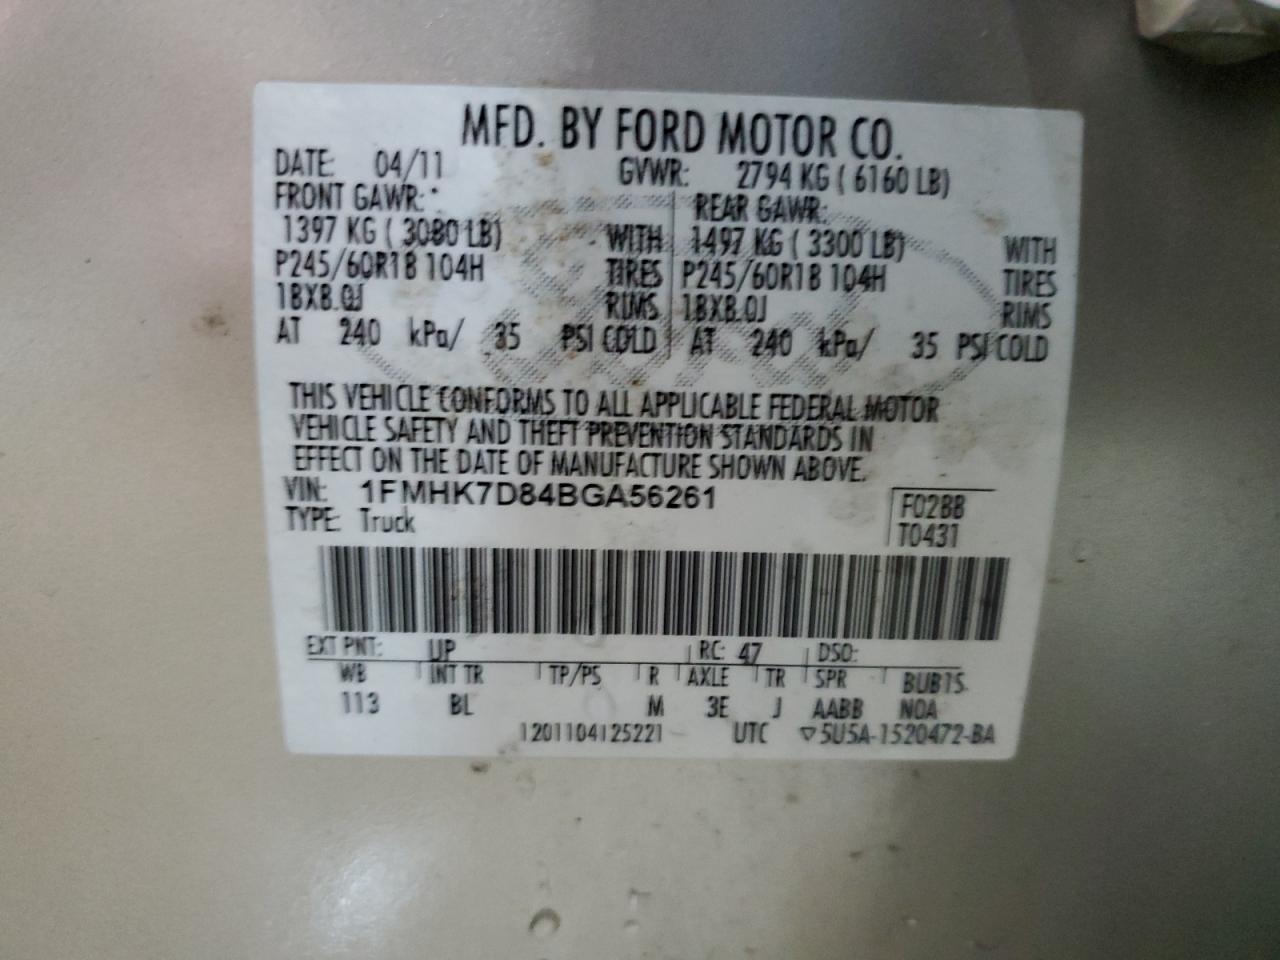 MFD. BY FORD MOTOR CO.
DATE: 04/11 GVWR: 2794 KG ( 6160 LB)
FRONT GAWR: REAR GAWR:
1397 KG ( 3080 LB) WITH 1497 KG ( 3300 LB) WITH
P245/60R18 104H TIRES P245/60R18 104H TIRES
18X8.0J RIMS 18X8.0J RIMS
AT 240 kPa/ 35 PSI COLD AT 240 kPa/ 35 PSI COLD
THIS VEHICLE CONFORMS TO ALL APPLICABLE FEDERAL MOTOR
VEHICLE SAFETY AND THEFT PREVENTION STANDARDS IN
EFFECT ON THE DATE OF MANUFACTURE SHOWN ABOVE.
VIN: 1FMHK7D84BGA56261 F0288
TYPE: Truck T0431
EXT PNT: UP RC: 47 DSO:
WB INT TR TP/PS R AXLE TR SPR BUBTS
113 BL M 3E J AABB NOA
1201104125221 UTC ▽5U5A-1520472-BA